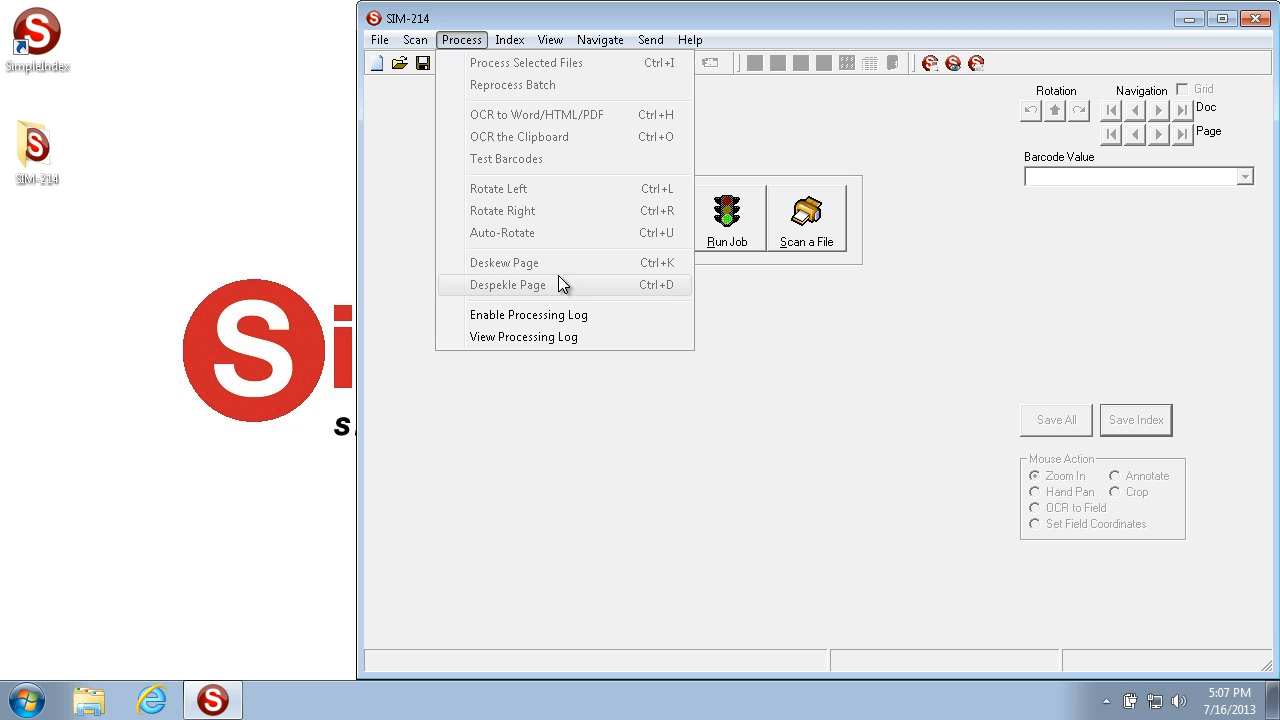 SimpleIndex
SIM-214
S
SIM-214
File Scan Process Index View Navigate Send Help
Process Selected Files Ctrl+I
Reprocess Batch
OCR to Word/HTML/PDF Ctrl+H
OCR the Clipboard Ctrl+O
Test Barcodes
Rotate Left Ctrl+L
Rotate Right Ctrl+R
Auto-Rotate Ctrl+U
Deskew Page Ctrl+K
Despekle Page Ctrl+D
Enable Processing Log
View Processing Log
Run Job
Scan a File
Rotation
Navigation
Grid
Doc
Page
Barcode Value
Save All
Save Index
Mouse Action
Zoom In
Annotate
Hand Pan
Crop
OCR to Field
Set Field Coordinates
5:07 PM
7/16/2013